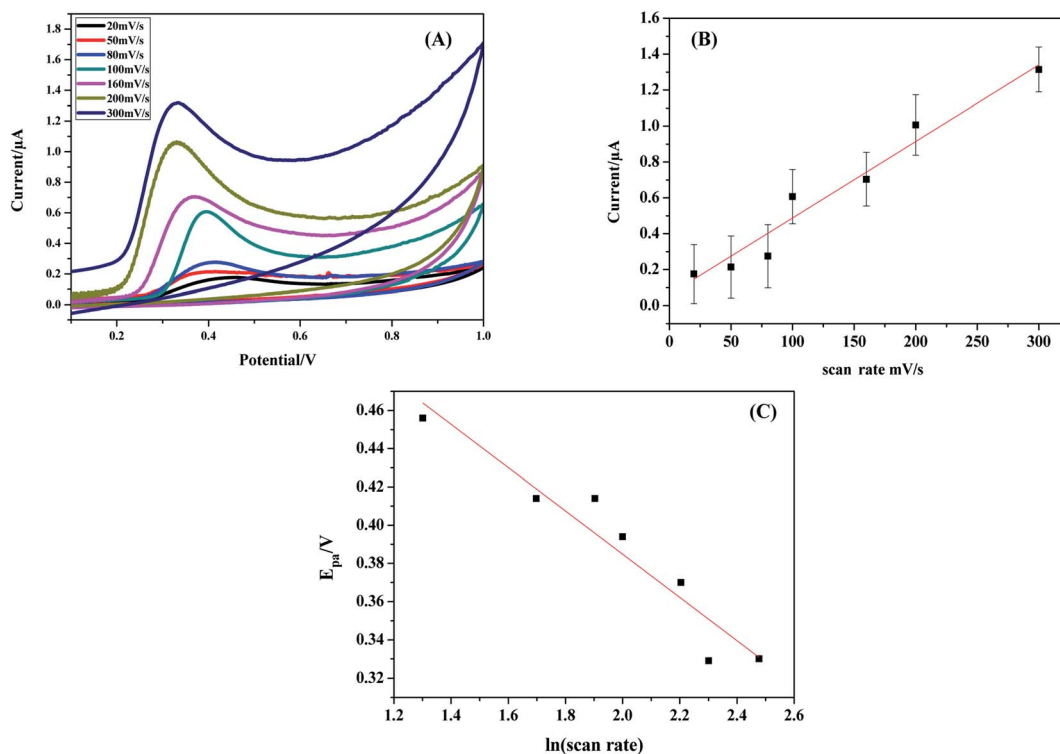 20mV/s
50mV/s
80mV/s
100mV/s
160mV/s
200mV/s
300mV/s
(A)
1.8
1.6
1.4
1.2
1.0
0.8
0.6
0.4
0.2
0.0
Current/μA
0.2 0.4 0.6 0.8 1.0
Potential/V
(B)
1.6
1.4
1.2
1.0
0.8
0.6
0.4
0.2
0.0
Current/μA
0 50 100 150 200 250 300
scan rate mV/s
(C)
0.46
0.44
0.42
0.40
0.38
0.36
0.34
0.32
Epa/V
1.2 1.4 1.6 1.8 2.0 2.2 2.4 2.6
ln(scan rate)